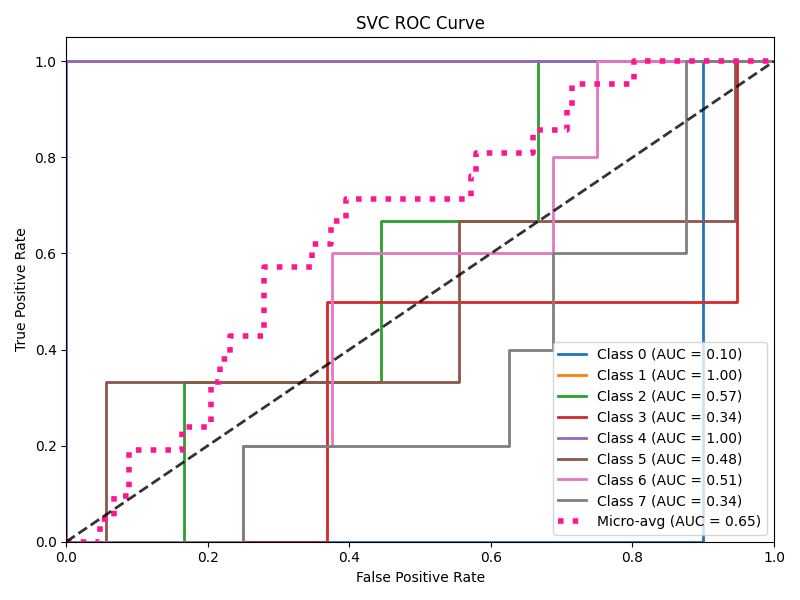 SVC ROC Curve
True Positive Rate
1.0
0.8
0.6
0.4
0.2
0.0
Class 0 (AUC = 0.10)
Class 1 (AUC = 1.00)
Class 2 (AUC = 0.57)
Class 3 (AUC = 0.34)
Class 4 (AUC = 1.00)
Class 5 (AUC = 0.48)
Class 6 (AUC = 0.51)
Class 7 (AUC = 0.34)
Micro-avg (AUC = 0.65)
0.0 0.2 0.4 0.6 0.8 1.0
False Positive Rate